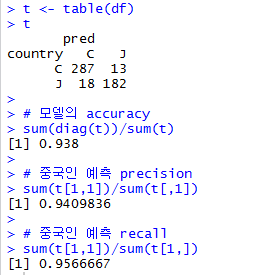 > t <- table(df)
> t
pred
country C J
C 287 13
J 18 182
>
> # 모델의 accuracy
> sum(diag(t))/sum(t)
[1] 0.938
>
> # 중국인 예측 precision
> sum(t[1,1])/sum(t[,1])
[1] 0.9409836
>
> # 중국인 예측 recall
> sum(t[1,1])/sum(t[1,])
[1] 0.9566667